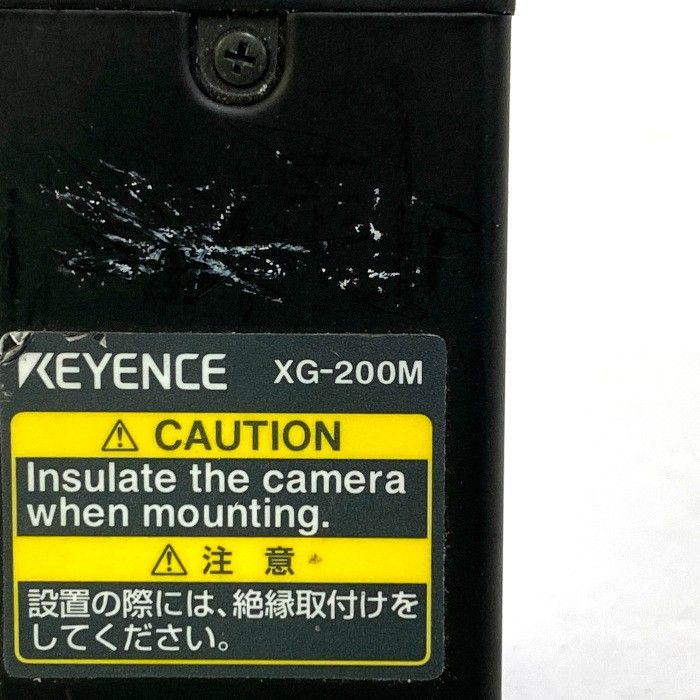 KEYENCE XG-200M
⚠ CAUTION
Insulate the camera
when mounting.
⚠ 注 意
設置の際には、絶縁取付けを
してください。